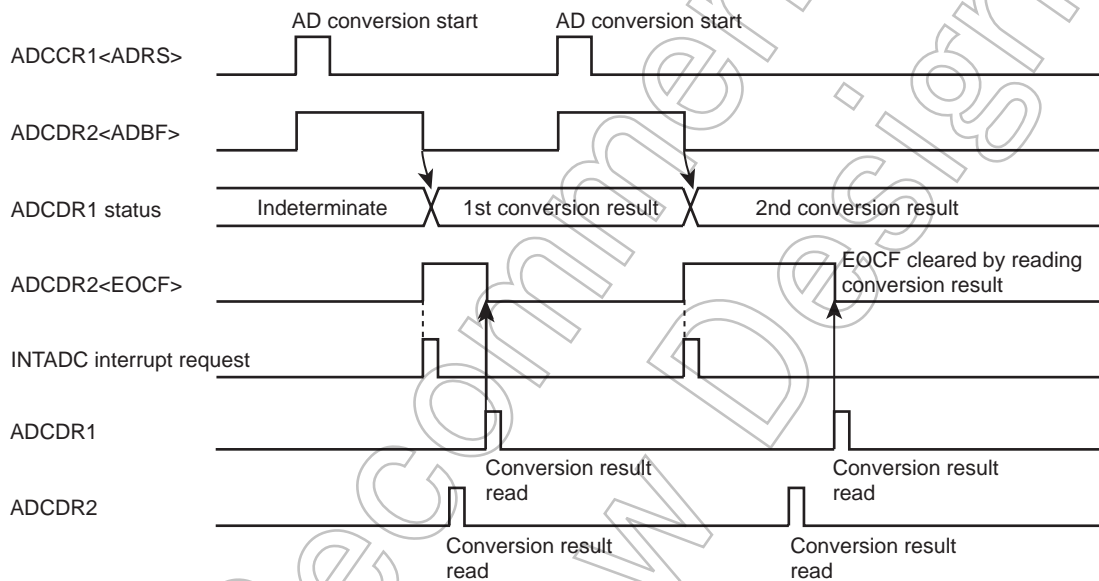 AD conversion start
AD conversion start
ADCCR1<ADRS>
ADCDR2<ADBF>
ADCDR1 status
Indeterminate
1st conversion result
2nd conversion result
ADCDR2<EOCF>
EOCF cleared by reading
conversion result
INTADC interrupt request
ADCDR1
Conversion result
read
Conversion result
read
ADCDR2
Conversion result
read
Conversion result
read